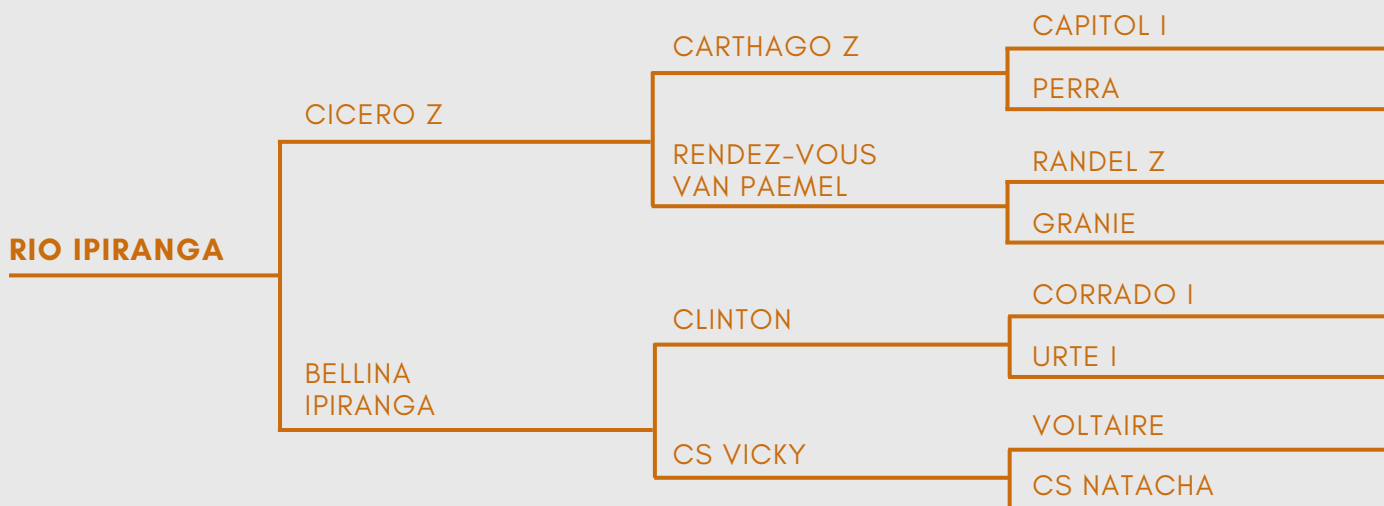 CAPITOL I
CARTHAGO Z
PERRA
CICERO Z
RENDEZ-VOUS
VAN PAEMEL
RANDEL Z
GRANIE
RIO IPIRANGA
CORRADO I
CLINTON
URTE I
BELLINA
IPIRANGA
VOLTAIRE
CS VICKY
CS NATACHA